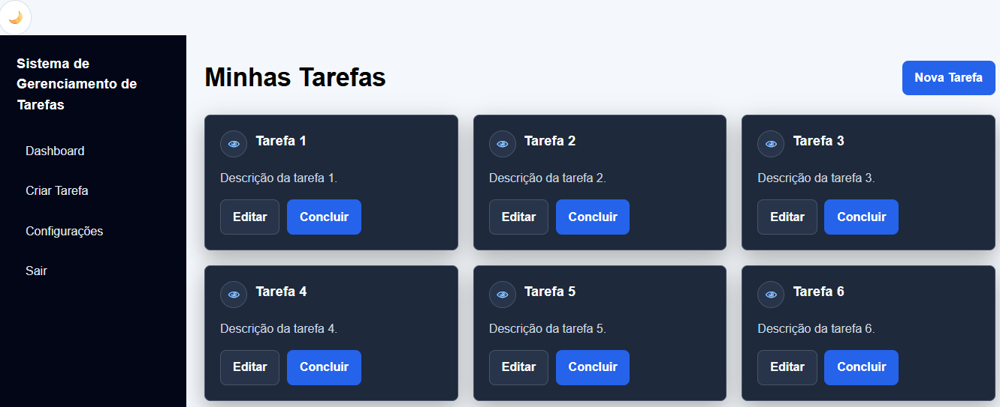 Sistema de
Gerenciamento de
Tarefas
Dashboard
Criar Tarefa
Configurações
Sair
Minhas Tarefas
Nova Tarefa
Tarefa 1
Descrição da tarefa 1.
Editar Concluir
Tarefa 2
Descrição da tarefa 2.
Editar Concluir
Tarefa 3
Descrição da tarefa 3.
Editar Concluir
Tarefa 4
Descrição da tarefa 4.
Editar Concluir
Tarefa 5
Descrição da tarefa 5.
Editar Concluir
Tarefa 6
Descrição da tarefa 6.
Editar Concluir